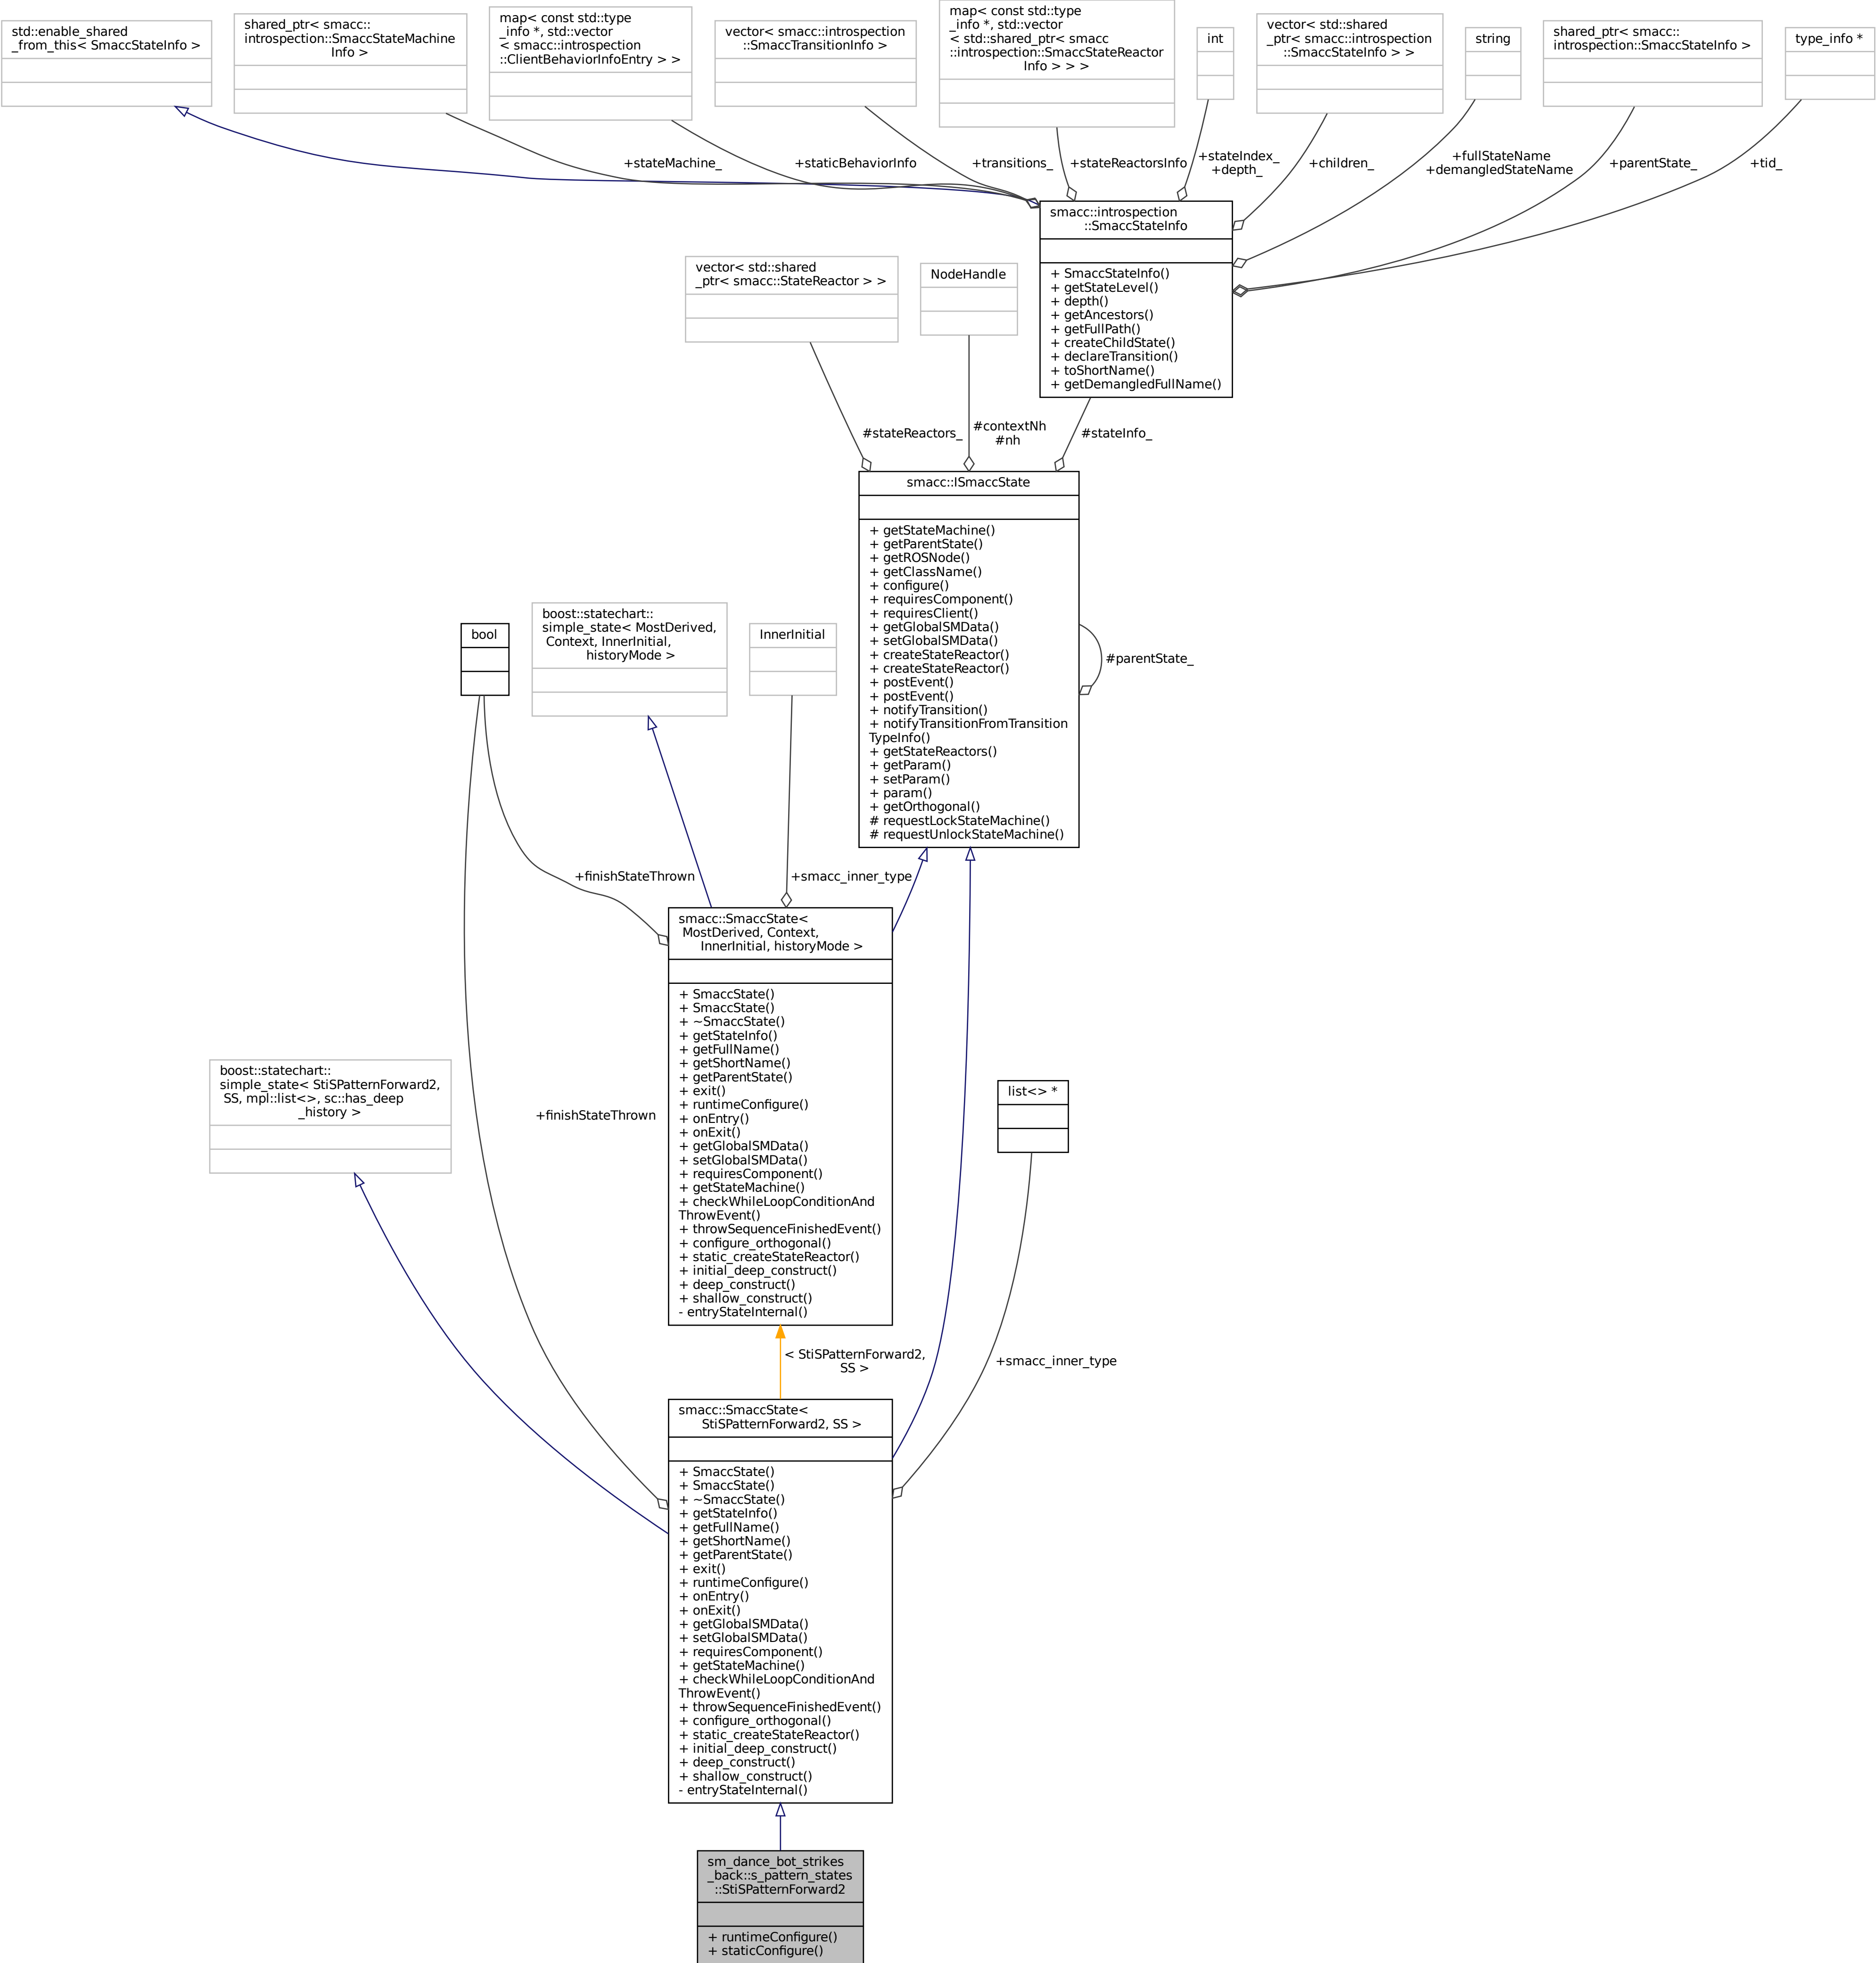 std::enable_shared
_from_this< SmaccStateInfo >
shared_ptr< smacc::
introspection::SmaccStateMachine
Info >
map< const std::type
_info *, std::vector
< smacc::introspection
::ClientBehaviorInfoEntry > >
vector< smacc::introspection
::SmaccTransitionInfo >
map< const std::type
_info *, std::vector
< std::shared_ptr< smacc
::introspection::SmaccStateReactor
Info > > >
int
vector< std::shared
_ptr< smacc::introspection
::SmaccStateInfo > >
string
shared_ptr< smacc::
introspection::SmaccStateInfo >
type_info *
+stateMachine_
+staticBehaviorInfo
+transitions_
+stateReactorsInfo
+stateIndex_
+depth_
+children_
+fullStateName
+demangledStateName
+parentState_
+tid_
smacc::introspection
::SmaccStateInfo
+ SmaccStateInfo()
+ getStateLevel()
+ depth()
+ getAncestors()
+ getFullPath()
+ createChildState()
+ declareTransition()
+ toShortName()
+ getDemangledFullName()
vector< std::shared
_ptr< smacc::StateReactor > >
NodeHandle
#stateReactors_
#contextNh
#nh
#stateInfo_
smacc::ISmaccState
+ getStateMachine()
+ getParentState()
+ getROSNode()
+ getClassName()
+ configure()
+ requiresComponent()
+ requiresClient()
+ getGlobalSMData()
+ setGlobalSMData()
+ createStateReactor()
+ createStateReactor()
+ postEvent()
+ postEvent()
+ notifyTransition()
+ notifyTransitionFromTransition
TypeInfo()
+ getStateReactors()
+ getParam()
+ setParam()
+ param()
+ getOrthogonal()
# requestLockStateMachine()
# requestUnlockStateMachine()
#parentState_
bool
boost::statechart::
simple_state< MostDerived,
Context, InnerInitial,
historyMode >
InnerInitial
+finishStateThrown
+smacc_inner_type
smacc::SmaccState<
MostDerived, Context,
InnerInitial, historyMode >
+ SmaccState()
+ SmaccState()
+ ~SmaccState()
+ getStateInfo()
+ getFullName()
+ getShortName()
+ getParentState()
+ exit()
+ runtimeConfigure()
+ onEntry()
+ onExit()
+ getGlobalSMData()
+ setGlobalSMData()
+ requiresComponent()
+ getStateMachine()
+ checkWhileLoopConditionAnd
ThrowEvent()
+ throwSequenceFinishedEvent()
+ configure_orthogonal()
+ static_createStateReactor()
+ initial_deep_construct()
+ deep_construct()
+ shallow_construct()
- entryStateInternal()
boost::statechart::
simple_state< StiSPatternForward2,
SS, mpl::list<>, sc::has_deep
_history >
+finishStateThrown
list<> *
< StiSPatternForward2,
SS >
+smacc_inner_type
smacc::SmaccState<
StiSPatternForward2, SS >
+ SmaccState()
+ SmaccState()
+ ~SmaccState()
+ getStateInfo()
+ getFullName()
+ getShortName()
+ getParentState()
+ exit()
+ runtimeConfigure()
+ onEntry()
+ onExit()
+ getGlobalSMData()
+ setGlobalSMData()
+ requiresComponent()
+ getStateMachine()
+ checkWhileLoopConditionAnd
ThrowEvent()
+ throwSequenceFinishedEvent()
+ configure_orthogonal()
+ static_createStateReactor()
+ initial_deep_construct()
+ deep_construct()
+ shallow_construct()
- entryStateInternal()
sm_dance_bot_strikes
_back::s_pattern_states
::StiSPatternForward2
+ runtimeConfigure()
+ staticConfigure()